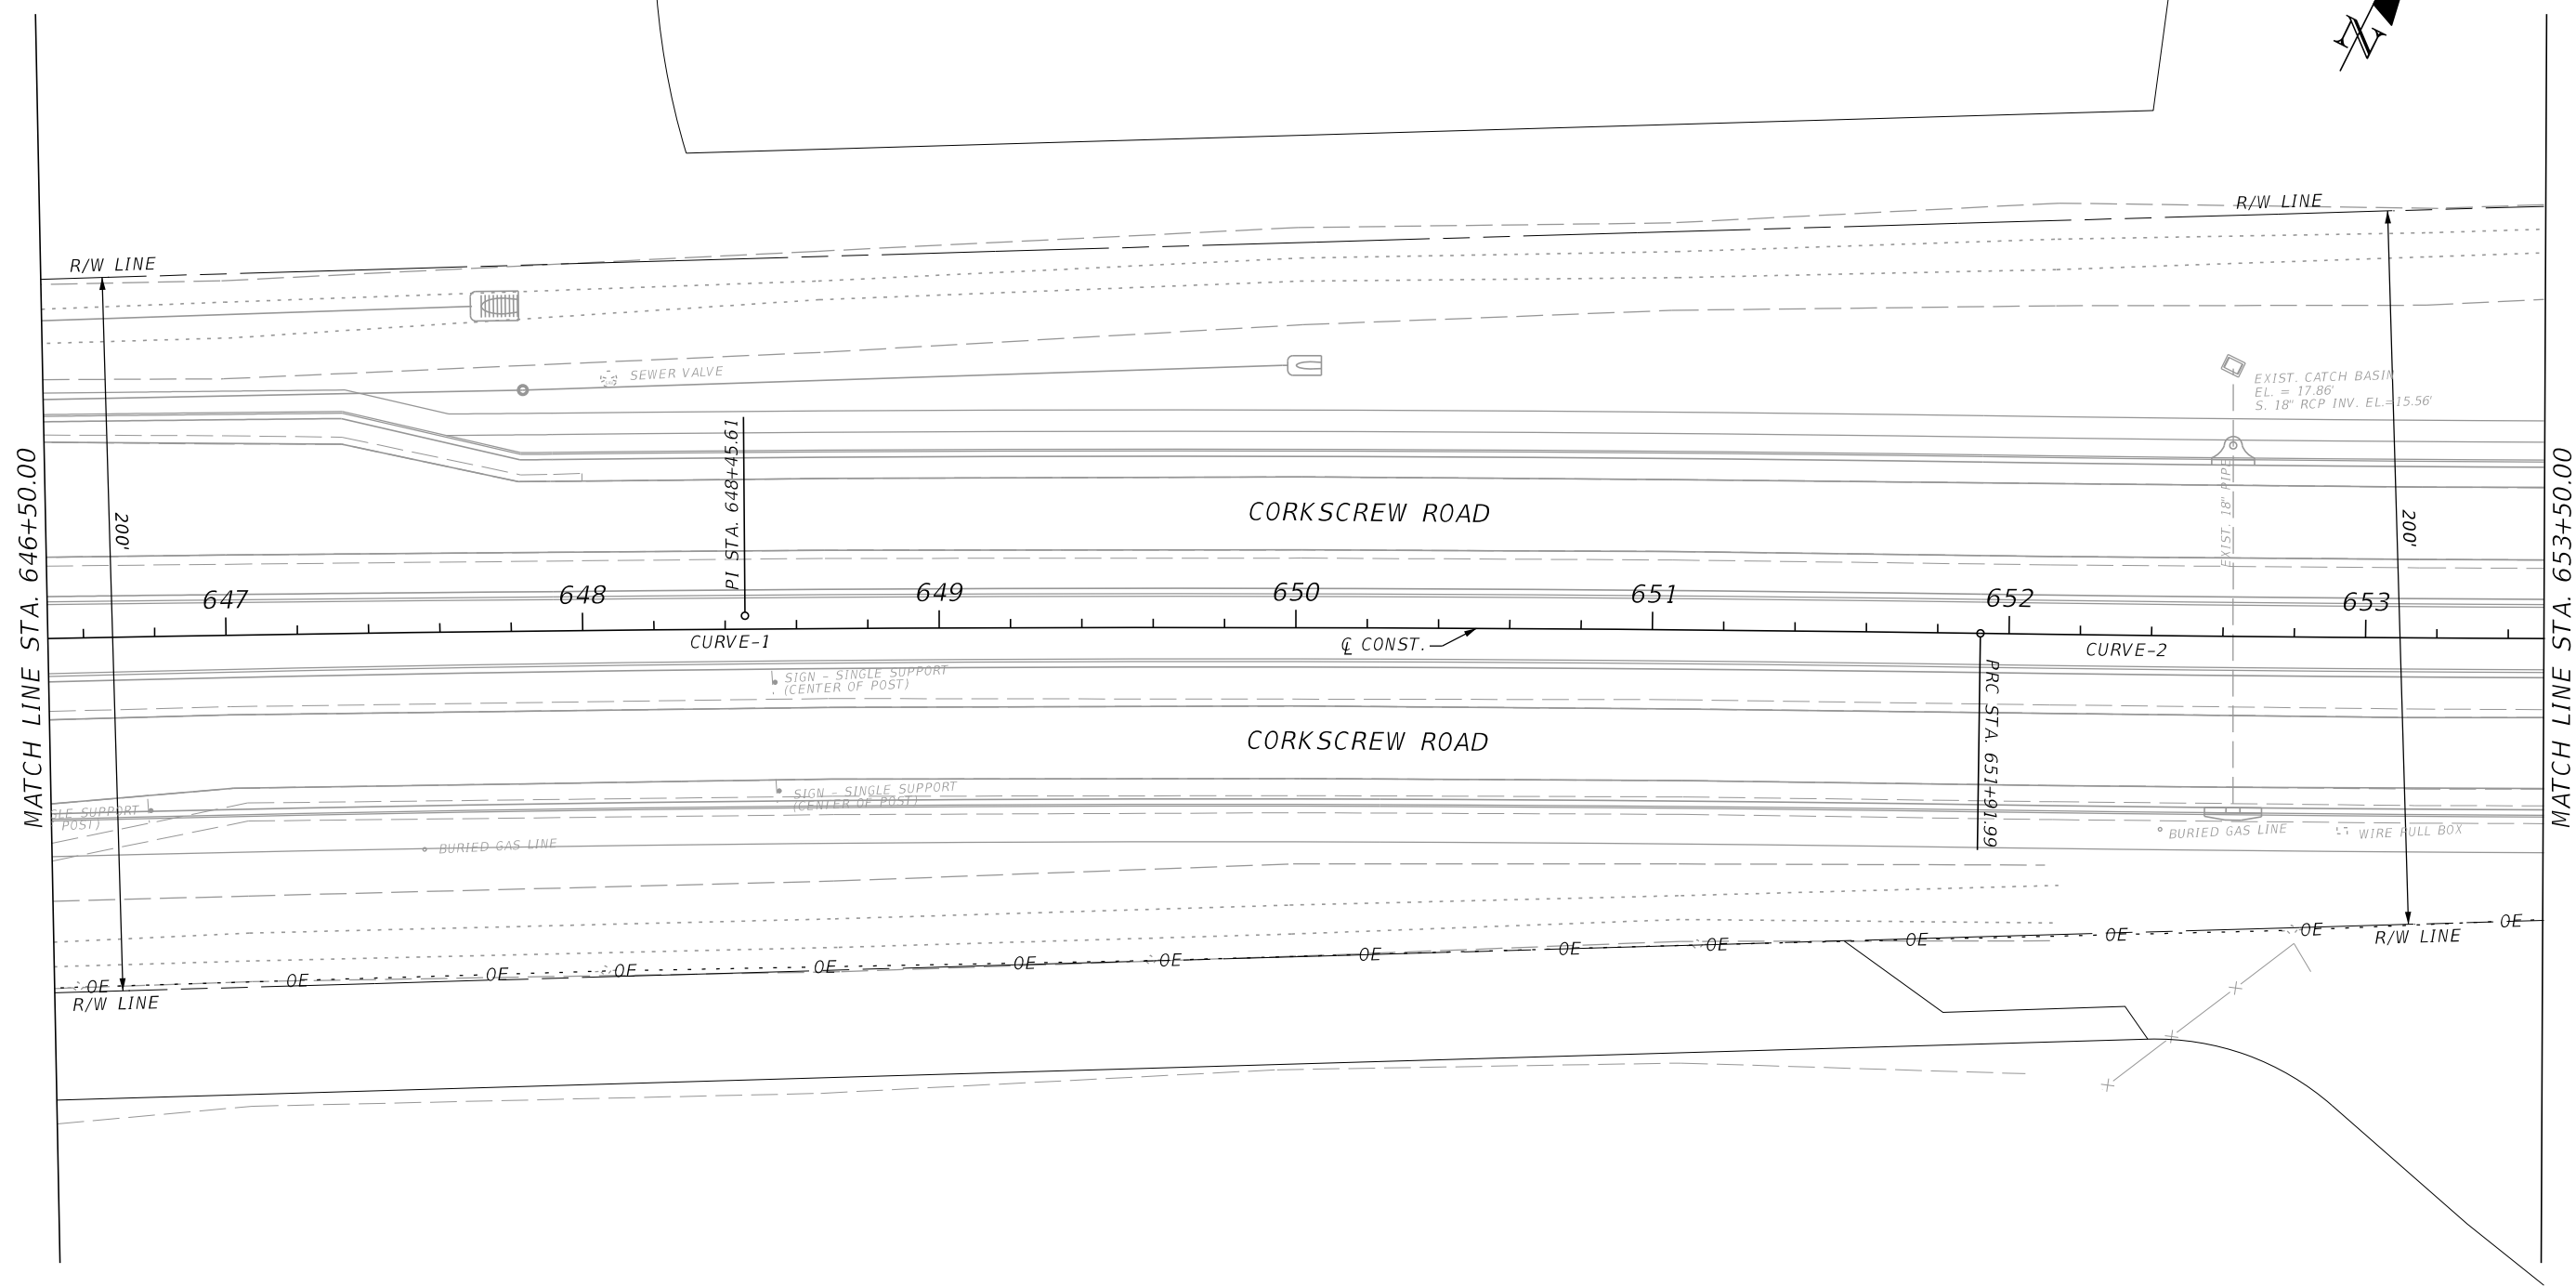 N
R/W LINE
R/W LINE
SEWER VALVE
EXIST. CATCH BASIN
EL. = 17.86'
S. 18" RCP INV. EL.=15.56'
MATCH LINE STA. 646+50.00
200'
PI STA. 648+45.61
CORKSCREW ROAD
EXIST. 18" PIPE
200'
MATCH LINE STA. 653+50.00
647
648
649
650
651
652
653
CURVE-1
℄ CONST.
CURVE-2
SIGN - SINGLE SUPPORT
(CENTER OF POST)
PRC STA. 651+91.99
CORKSCREW ROAD
SIGN - SINGLE SUPPORT
(CENTER OF POST)
GLE SUPPORT
POST)
BURIED GAS LINE
BURIED GAS LINE
WIRE PULL BOX
OE OE OE OE OE OE OE OE OE OE OE OE OE OE
R/W LINE
R/W LINE